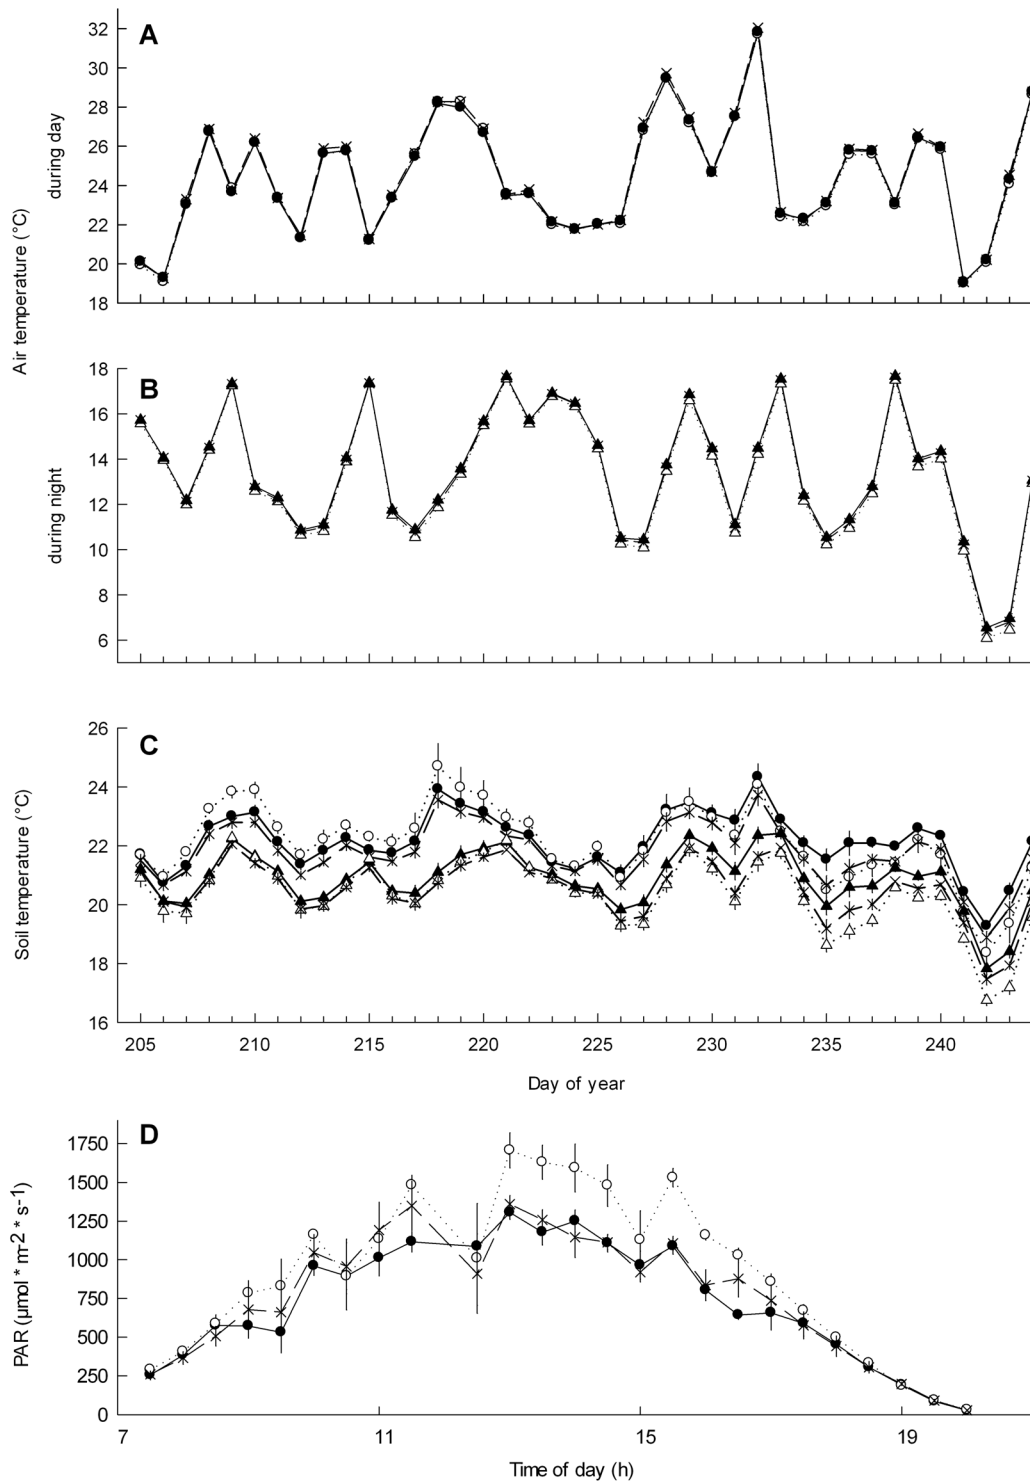 A
32
30
28
26
24
22
20
18
during day
Air temperature (°C)
B
18
16
14
12
10
8
6
during night
C
26
24
22
20
18
16
Soil temperature (°C)
205 210 215 220 225 230 235 240
Day of year
D
1750
1500
1250
1000
750
500
250
0
PAR (µmol * m-2 * s-1)
7 11 15 19
Time of day (h)